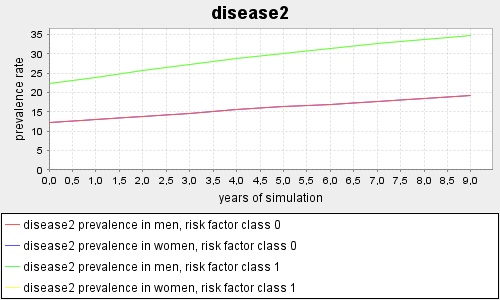 disease2
35
30
25
20
15
10
5
0
prevalence rate
0,0 0,5 1,0 1,5 2,0 2,5 3,0 3,5 4,0 4,5 5,0 5,5 6,0 6,5 7,0 7,5 8,0 8,5 9,0
years of simulation
disease2 prevalence in men, risk factor class 0
disease2 prevalence in women, risk factor class 0
disease2 prevalence in men, risk factor class 1
disease2 prevalence in women, risk factor class 1